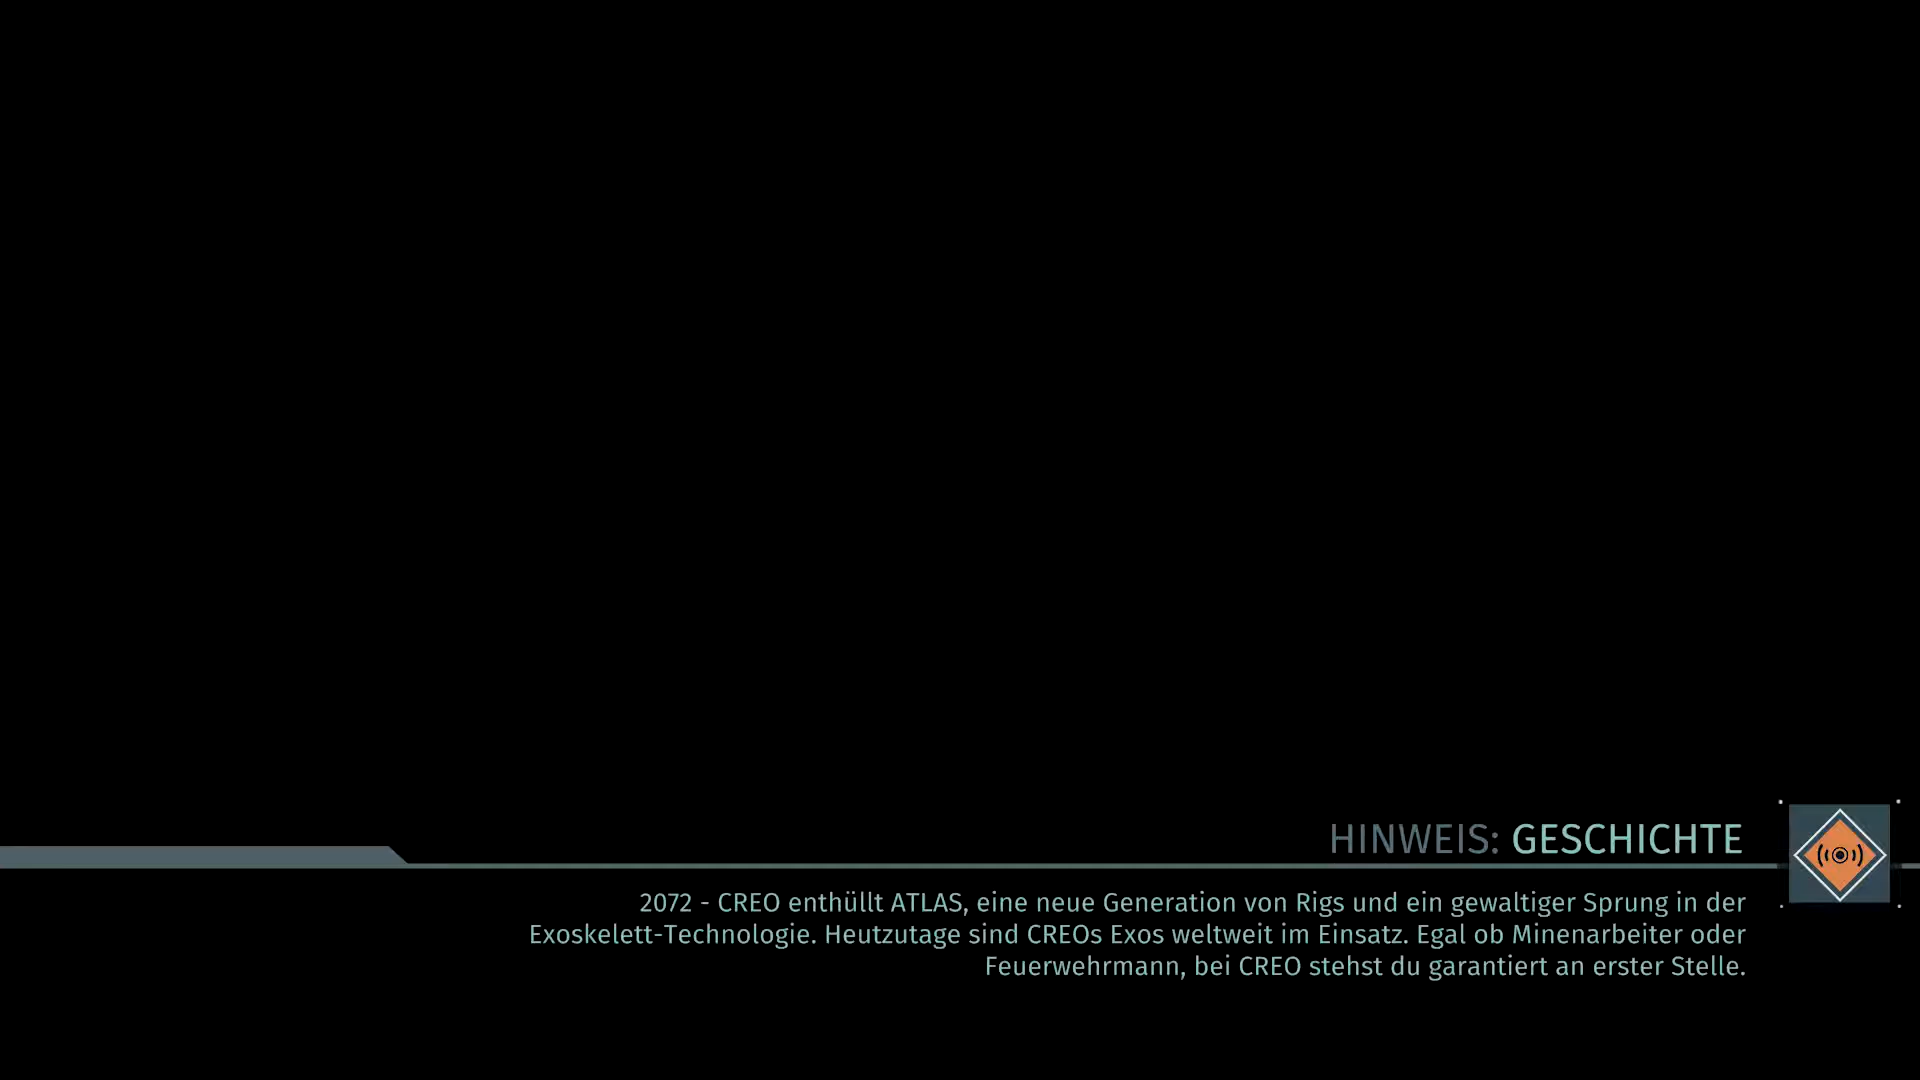 HINWEIS: GESCHICHTE
2072 - CREO enthüllt ATLAS, eine neue Generation von Rigs und ein gewaltiger Sprung in der
Exoskelett-Technologie. Heutzutage sind CREOs Exos weltweit im Einsatz. Egal ob Minenarbeiter oder
Feuerwehrmann, bei CREO stehst du garantiert an erster Stelle.